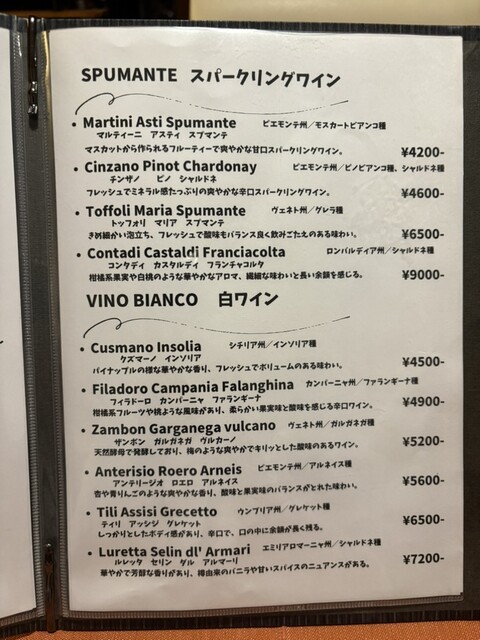 SPUMANTE スパークリングワイン
• Martini Asti Spumante ピエモンテ州／モスカートビアンコ種
マルティーニ アスティ スプマンテ
マスカットから作られるフルーティーで爽やかな甘口スパークリングワイン。 ¥4200-
• Cinzano Pinot Chardonay ピエモンテ州／ピノビアンコ種、シャルドネ種
チンザノ ピノ シャルドネ
フレッシュでミネラル感たっぷりの爽やかな辛口スパークリングワイン。 ¥4600-
• Toffoli Maria Spumante ヴェネト州／グレラ種
トッフォリ マリア スプマンテ
きめ細かい泡立ち、フレッシュで酸味もバランス良く飲みごたえのある味わい。 ¥6500-
• Contadi Castaldi Franciacolta ロンバルディア州／シャルドネ種
コンタディ カスタルディ フランチャコルタ
柑橘系果実や白桃のような華やかなアロマ、繊細な味わいと長い余韻を感じる。 ¥9000-
VINO BIANCO 白ワイン
• Cusmano Insolia シチリア州／インソリア種
クズマーノ インソリア
パイナップルの様な華やかな香り、フレッシュでボリュームのある味わい。 ¥4500-
• Filadoro Campania Falanghina カンパーニャ州／ファランギーナ種
フィラドーロ カンパーニャ ファランギーナ
柑橘系フルーツや桃ような風味があり、柔らかい果実味と酸味を感じる辛口ワイン。 ¥4900-
• Zambon Garganega vulcano ヴェネト州／ガルガネガ種
ザンボン ガルガネガ ヴルカーノ
天然酵母で発酵しており、梅のような爽やかでキリッとした酸味のあるワイン。 ¥5200-
• Anterisio Roero Arneis ピエモンテ州／アルネイス種
アンテリージオ ロエロ アルネイス
杏や青りんごのような爽やかな香り、酸味と果実味のバランスがとれた味わい。 ¥5600-
• Tili Assisi Grecetto ウンブリア州／グレケット種
ティリ アッシジ グレケット
しっかりとしたボディ感があり、辛口で、口の中に余韻が長く残る。 ¥6500-
• Luretta Selin dl' Armari エミリアロマーニャ州／シャルドネ種
ルレッタ セリン ダル アルマーリ
華やかで芳醇な香りがあり、樽由来のバニラや甘いスパイスのニュアンスがある。 ¥7200-